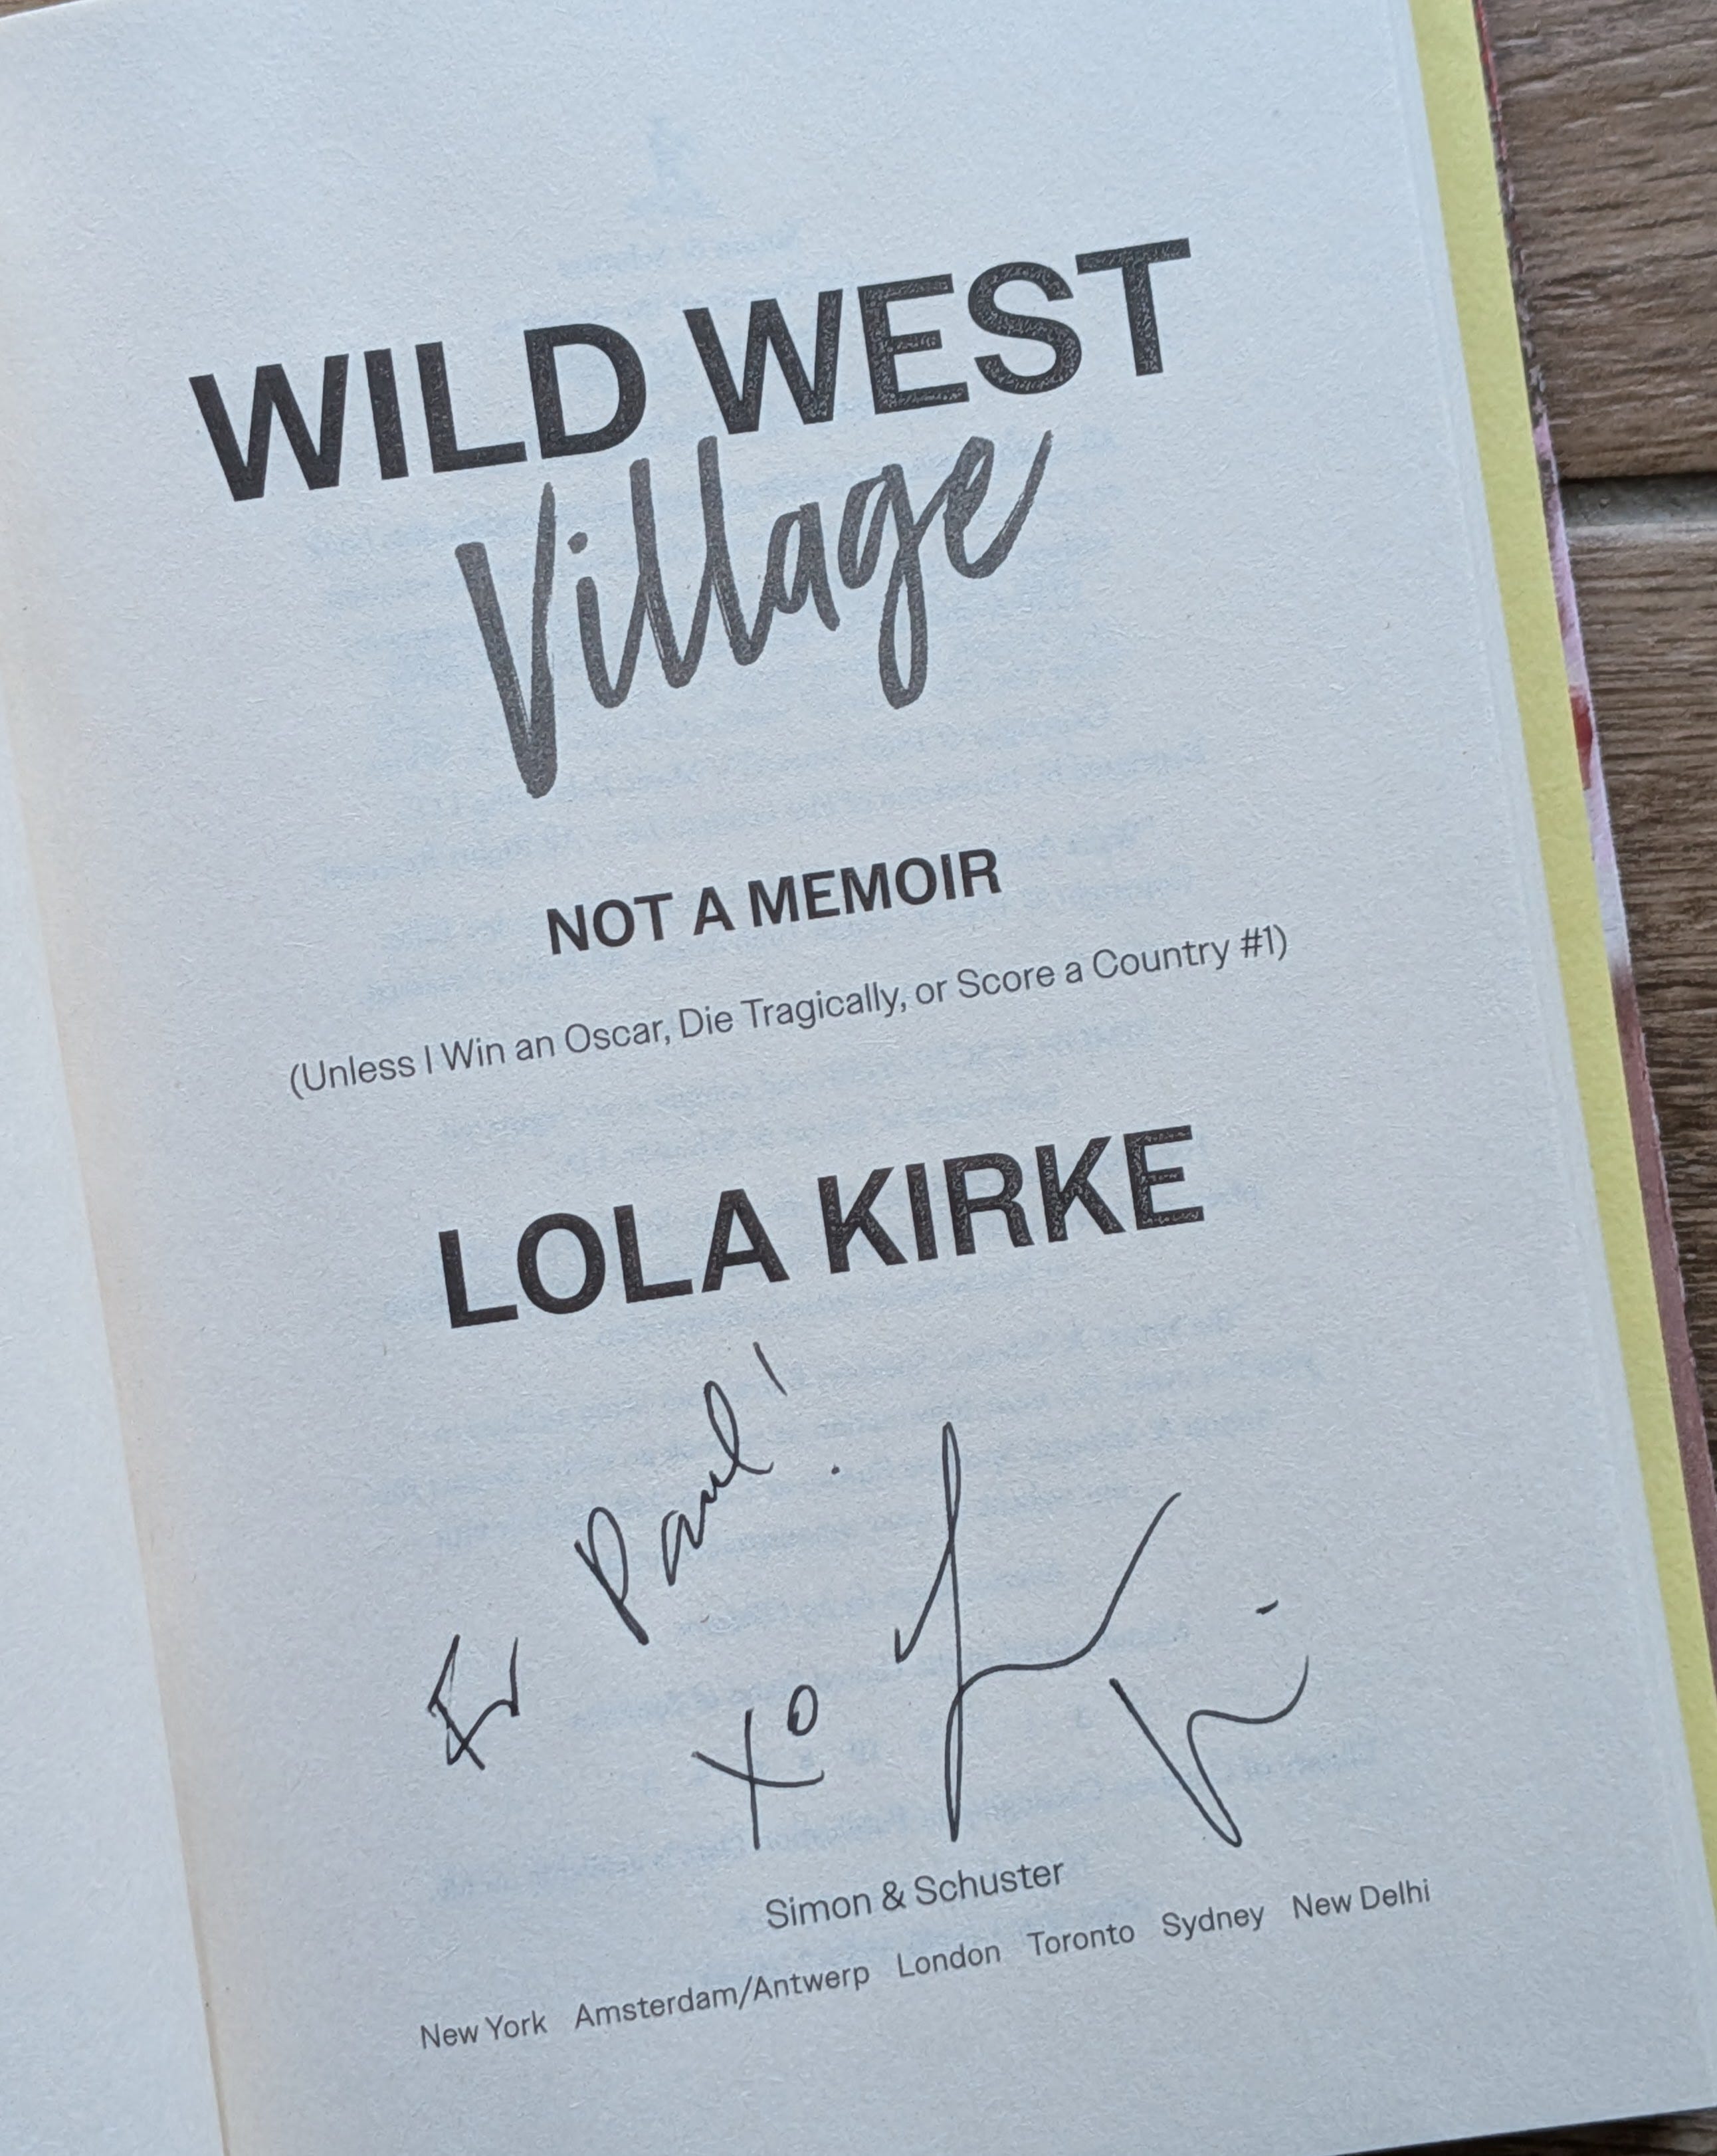 WILD WEST
Village
NOT A MEMOIR
(Unless I Win an Oscar, Die Tragically, or Score a Country #1)
LOLA KIRKE
For Paul!
xo
Simon & Schuster
New York Amsterdam/Antwerp London Toronto Sydney New Delhi